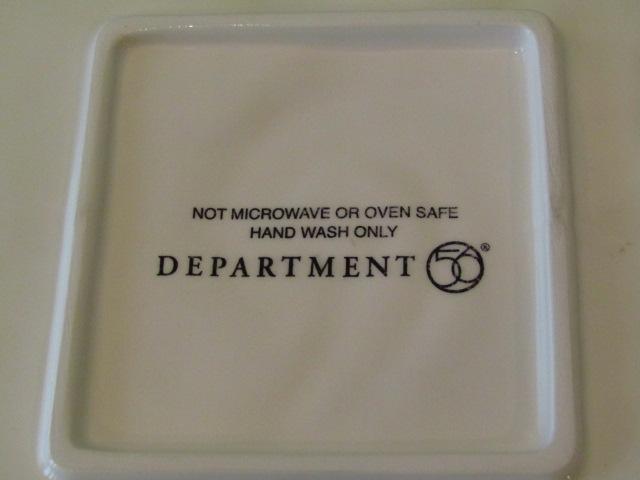 NOT MICROWAVE OR OVEN SAFE
HAND WASH ONLY
DEPARTMENT 56®